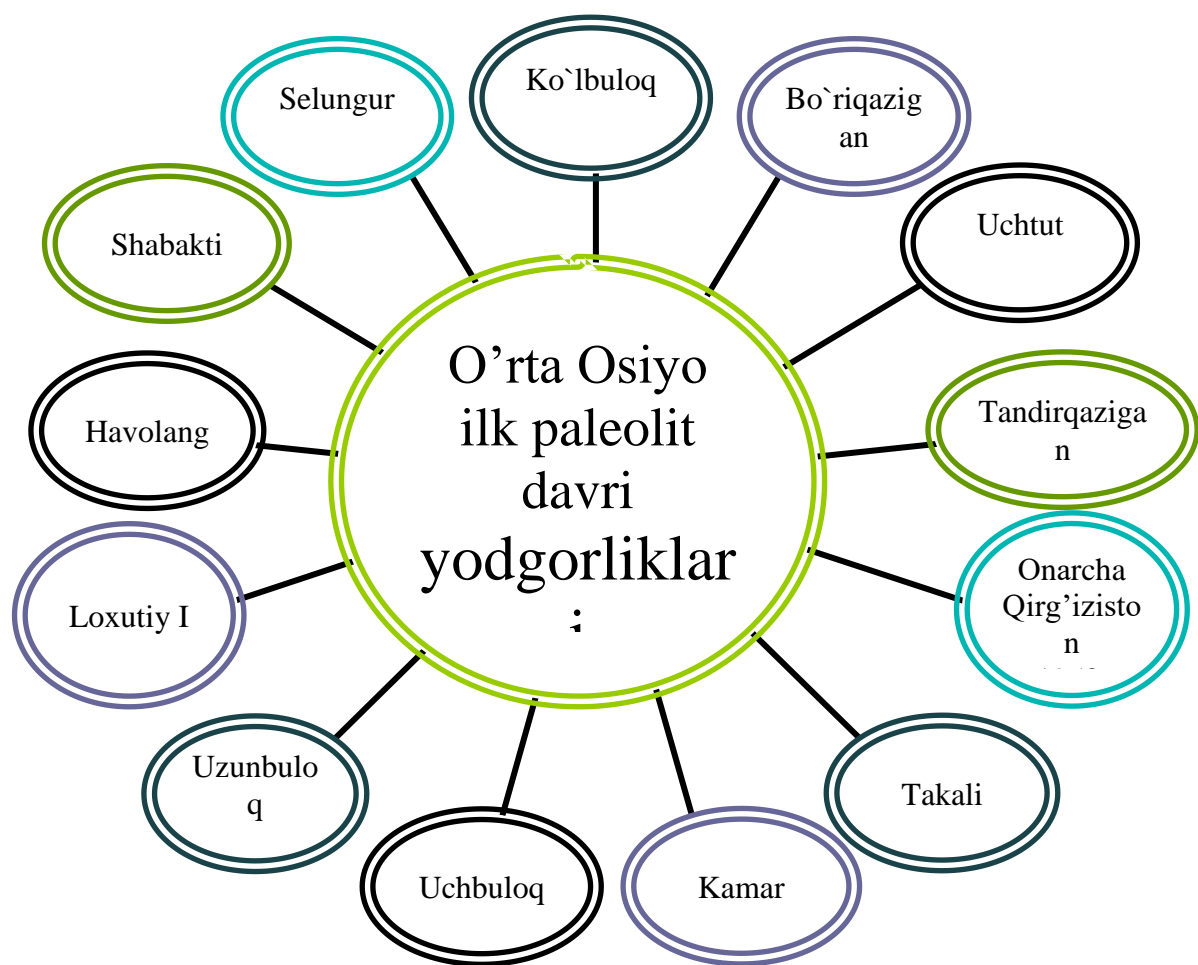 Ko`lbuloq
Selungur
Bo`riqazig
an
Uchtut
Shabakti
O’rta Osiyo
ilk paleolit
davri
yodgorliklar
i
Havolang
Tandirqaziga
n
Loxutiy I
Onarcha
Qirg’iziston
n
Uzunbulo
q
Takali
Uchbuloq
Kamar